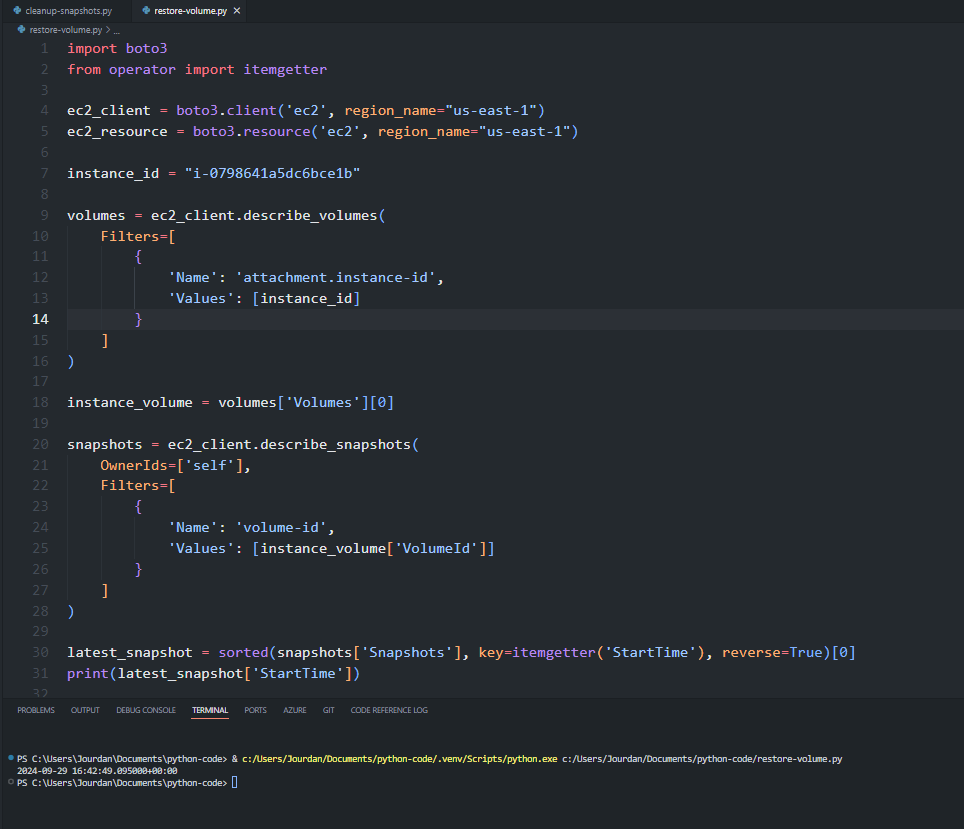 cleanup-snapshots.py restore-volume.py ×
restore-volume.py > ...
1 import boto3
2 from operator import itemgetter
3
4 ec2_client = boto3.client('ec2', region_name="us-east-1")
5 ec2_resource = boto3.resource('ec2', region_name="us-east-1")
6
7 instance_id = "i-0798641a5dc6bce1b"
8
9 volumes = ec2_client.describe_volumes(
10     Filters=[
11         {
12             'Name': 'attachment.instance-id',
13             'Values': [instance_id]
14         }
15     ]
16 )
17
18 instance_volume = volumes['Volumes'][0]
19
20 snapshots = ec2_client.describe_snapshots(
21     OwnerIds=['self'],
22     Filters=[
23         {
24             'Name': 'volume-id',
25             'Values': [instance_volume['VolumeId']]
26         }
27     ]
28 )
29
30 latest_snapshot = sorted(snapshots['Snapshots'], key=itemgetter('StartTime'), reverse=True)[0]
31 print(latest_snapshot['StartTime'])
32
PROBLEMS OUTPUT DEBUG CONSOLE TERMINAL PORTS AZURE GIT CODE REFERENCE LOG
PS C:\Users\Jourdan\Documents\python-code> & c:/Users/Jourdan/Documents/python-code/.venv/Scripts/python.exe c:/Users/Jourdan/Documents/python-code/restore-volume.py
2024-09-29 16:42:49.095000+00:00
PS C:\Users\Jourdan\Documents\python-code>